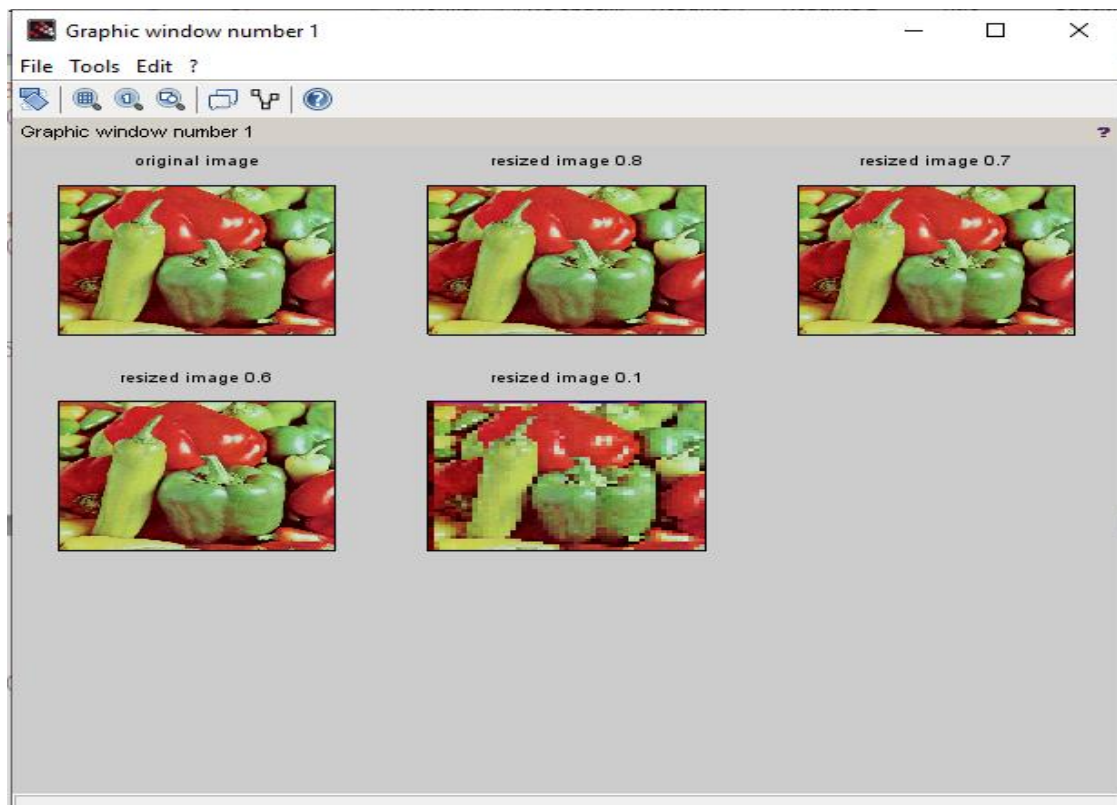 Graphic window number 1
File Tools Edit ?
Graphic window number 1 ?
original image
resized image 0.8
resized image 0.7
resized image 0.6
resized image 0.1